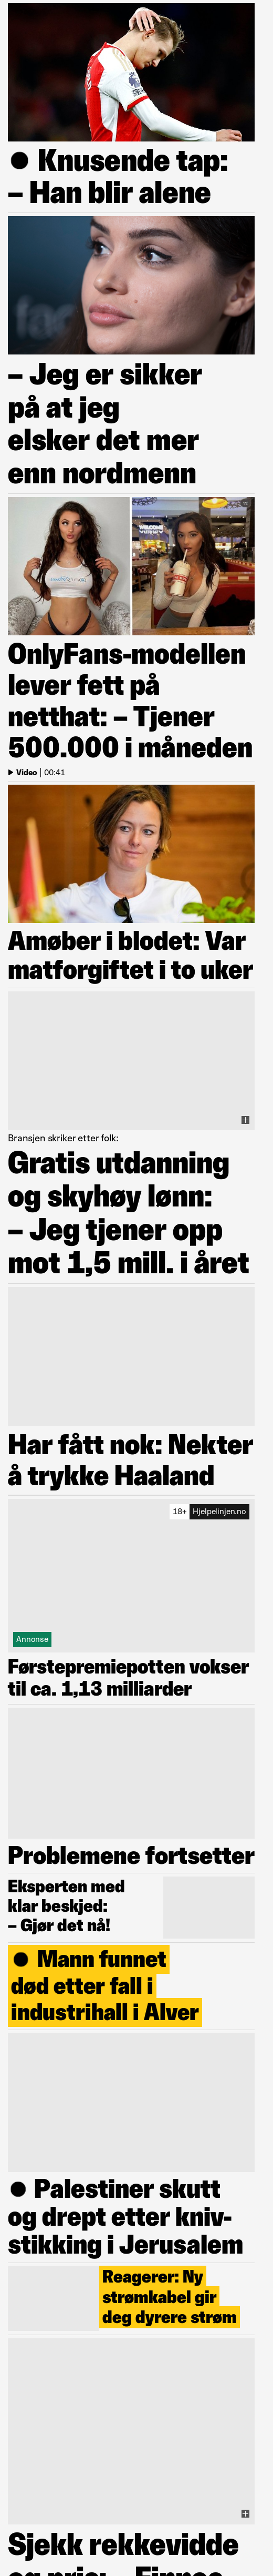 ● Knusende tap:
– Han blir alene
– Jeg er sikker
på at jeg
elsker det mer
enn nordmenn
WELCOME
OnlyFans-modellen
lever fett på
netthat: – Tjener
500.000 i måneden
Video | 00:41
Amøber i blodet: Var
matforgiftet i to uker
Bransjen skriker etter folk:
Gratis utdanning
og skyhøy lønn:
– Jeg tjener opp
mot 1,5 mill. i året
Har fått nok: Nekter
å trykke Haaland
18+ Hjelpelinjen.no
Annonse
Førstepremiepotten vokser
til ca. 1,13 milliarder
Problemene fortsetter
Eksperten med
klar beskjed:
– Gjør det nå!
● Mann funnet
død etter fall i
industrihall i Alver
● Palestiner skutt
og drept etter kniv-
stikking i Jerusalem
Reagerer: Ny
strømkabel gir
deg dyrere strøm
Sjekk rekkevidde